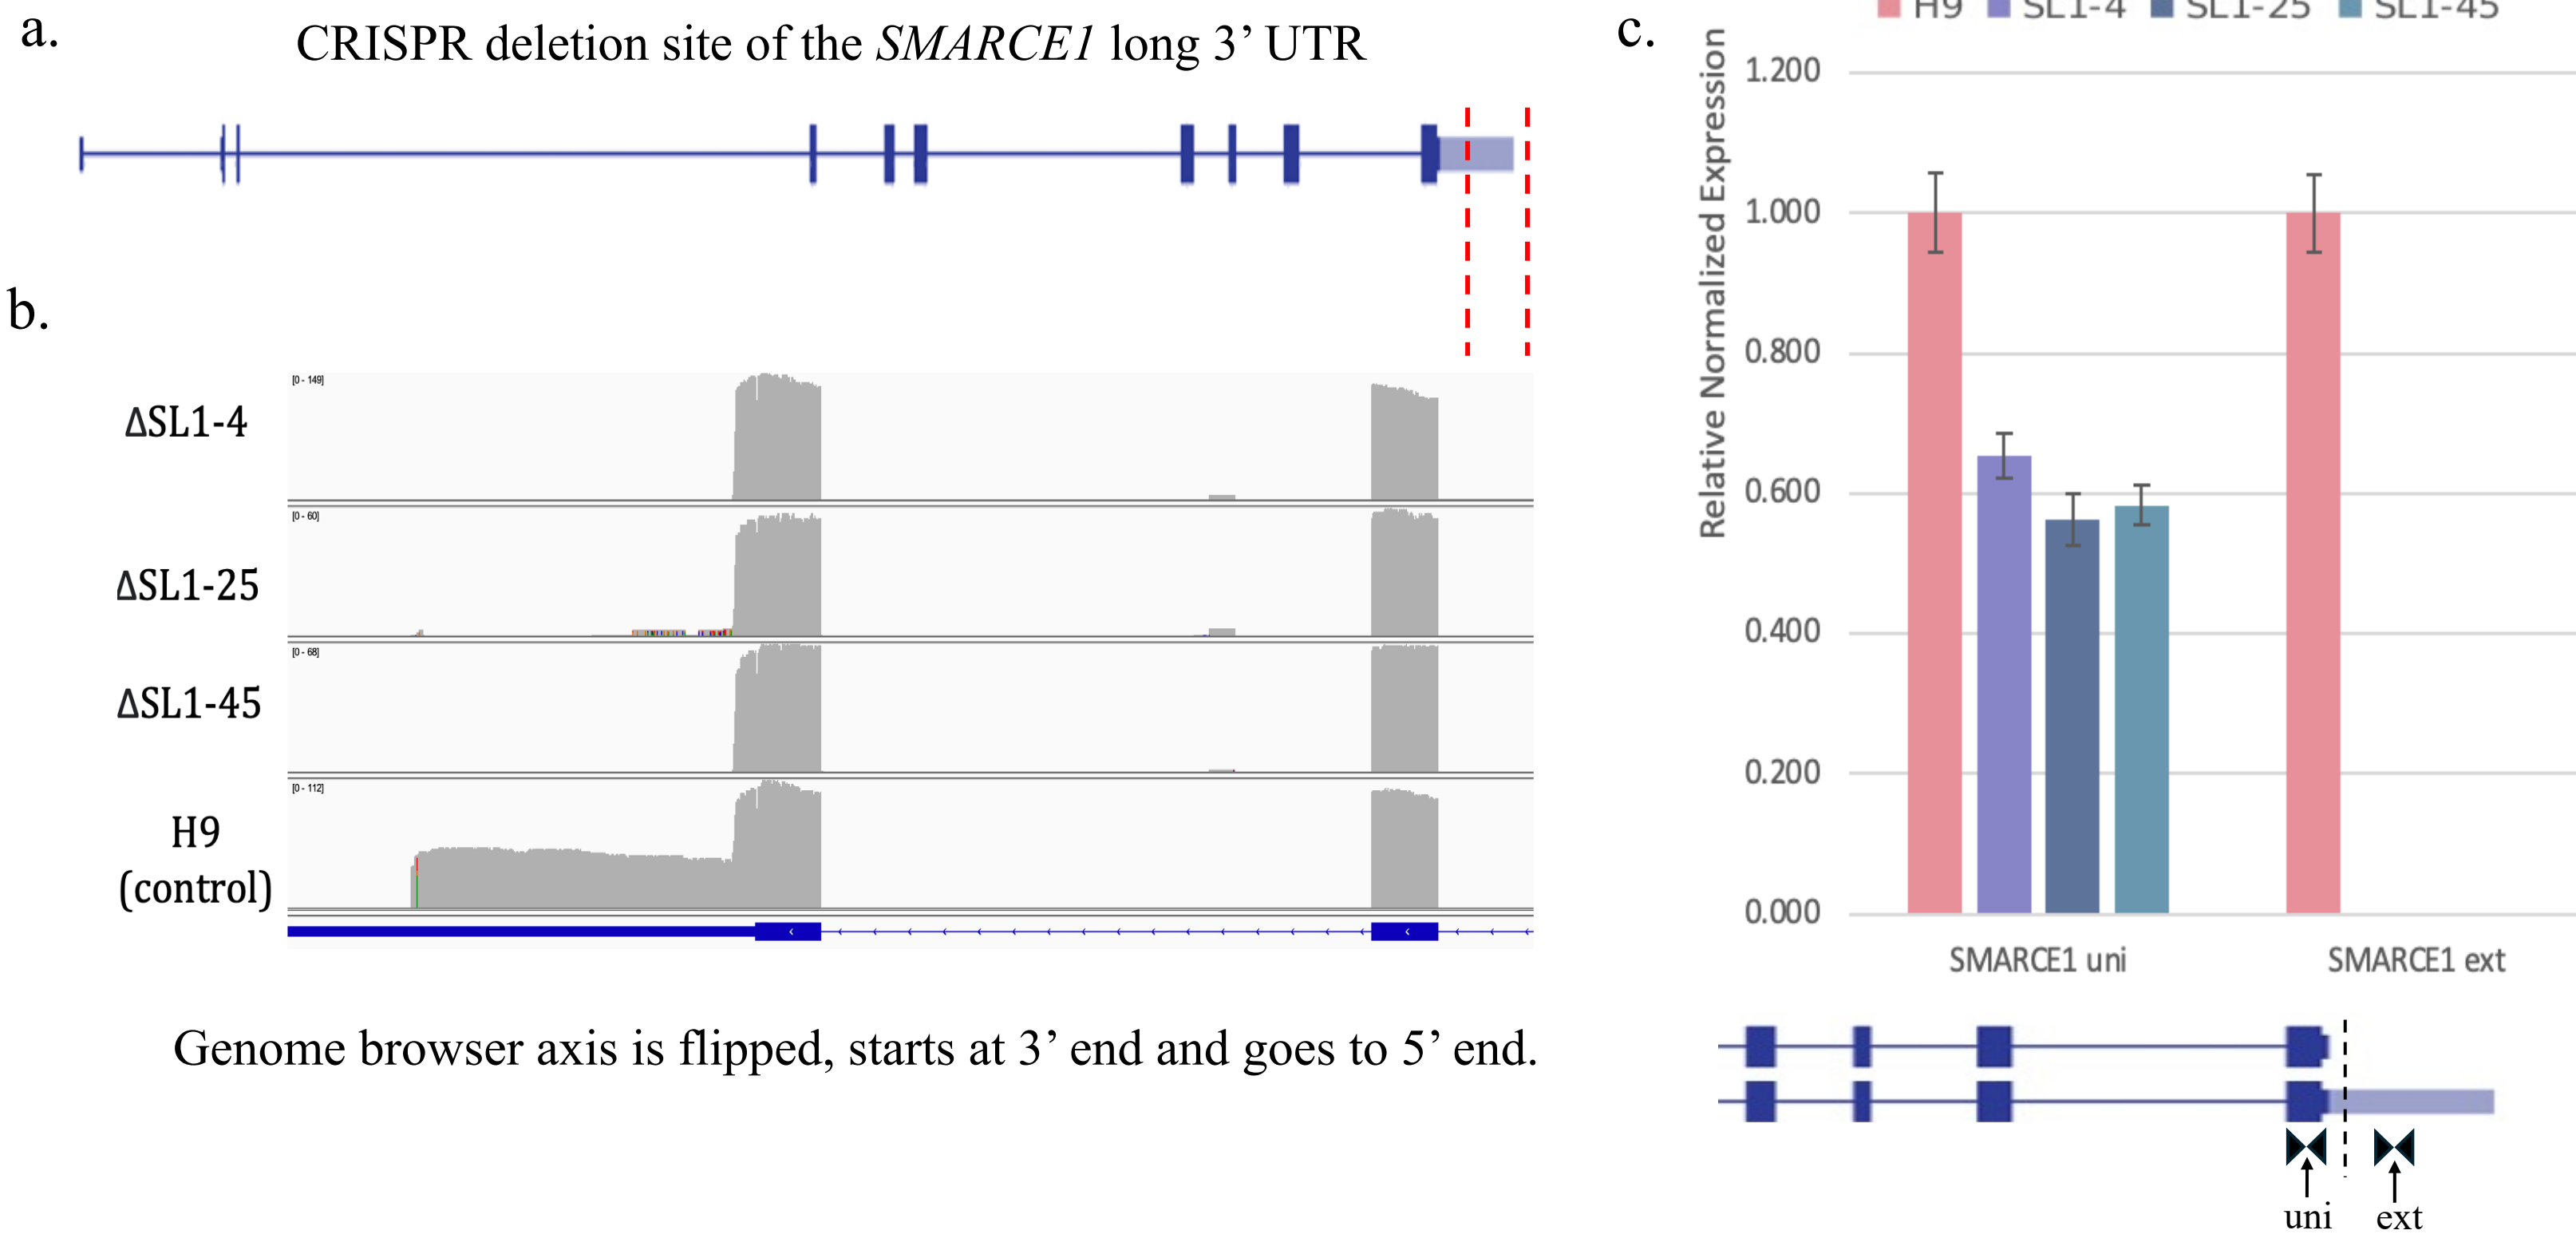 a.
CRISPR deletion site of the SMARCE1 long 3’ UTR
b.
[0 - 149]
ΔSL1-4
[0 - 60]
ΔSL1-25
[0 - 68]
ΔSL1-45
[0 - 112]
H9
(control)
Genome browser axis is flipped, starts at 3’ end and goes to 5’ end.
c.
H9 SL1-4 SL1-25 SL1-45
Relative Normalized Expression
1.200
1.000
0.800
0.600
0.400
0.200
0.000
SMARCE1 uni SMARCE1 ext
uni ext